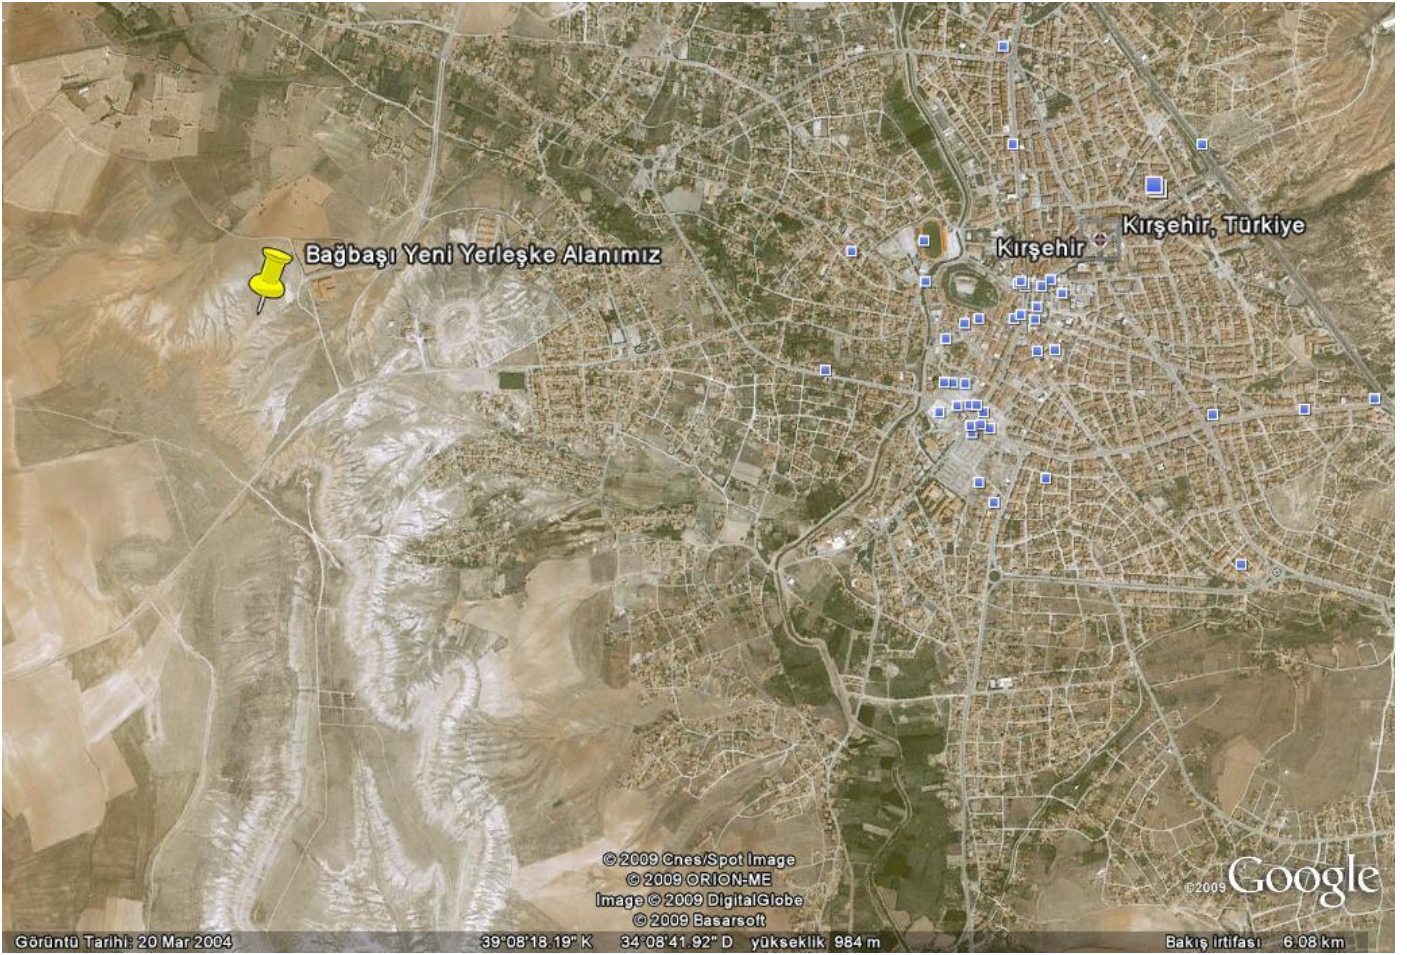 Kırşehir, Türkiye
Kırşehir
Bağbaşı Yeni Yerleşke Alanımız
© 2009 Cnes/Spot Image
© 2009 ORION-ME
Image © 2009 DigitalGlobe
© 2009 Basarsoft
©2009 Google
Görüntü Tarihi: 20 Mar 2004 39°08'18.19" K 34°08'41.92" D yükseklik 984 m Bakış irtifası 6.08 km